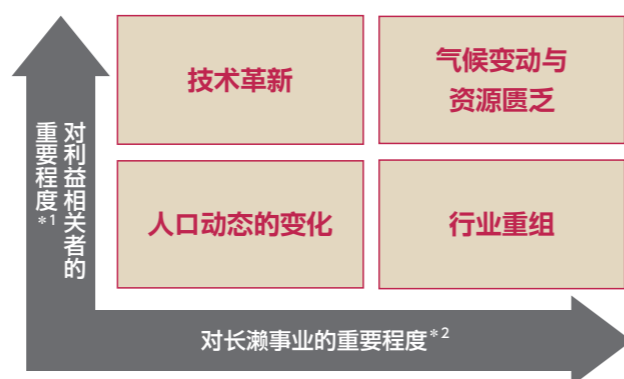 技术革新
气候变动与
资源匮乏
人口动态的变化
行业重组
对利益相关者的
重要程度*1
对长濑事业的重要程度*2